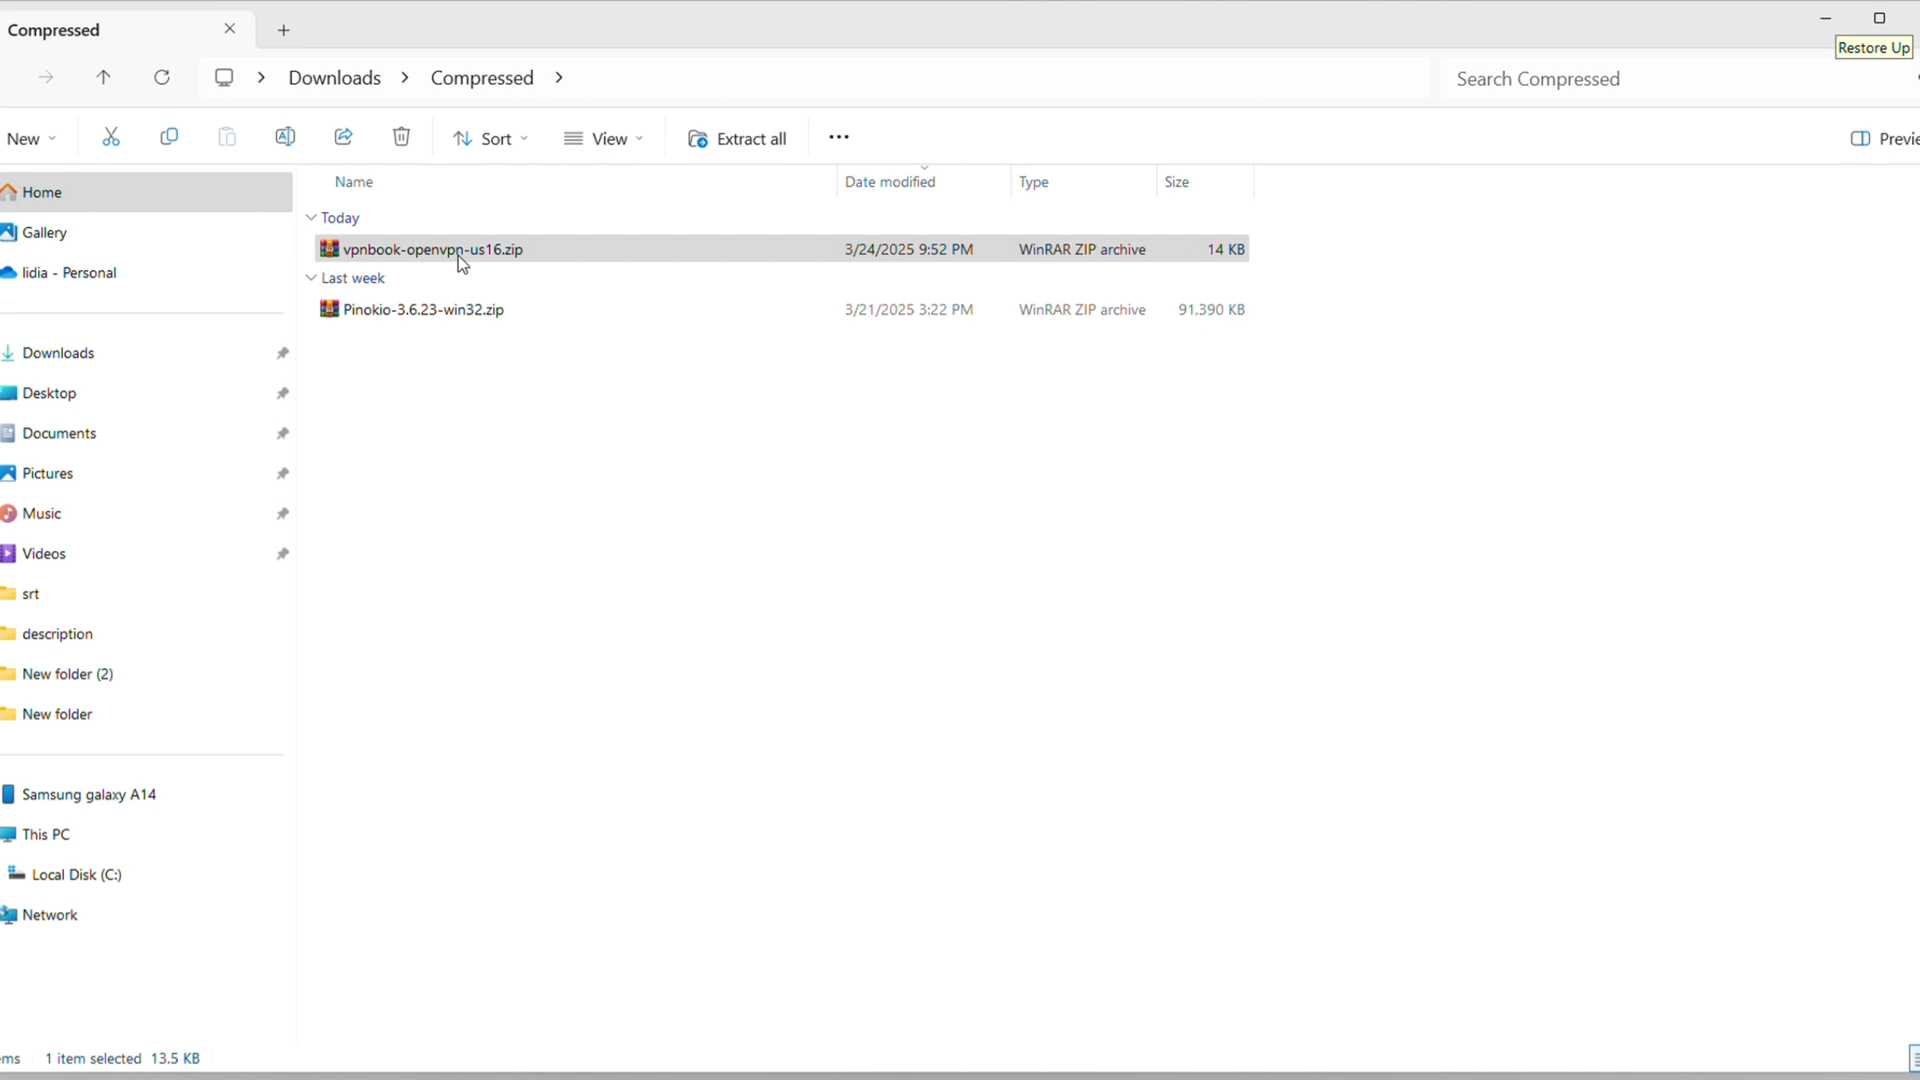 Compressed
Restore Up
Downloads
Compressed
Search Compressed
New
Sort
View
Extract all
Previe
Name
Date modified
Type
Size
Home
Today
Gallery
vpnbook-openvpn-us16.zip 3/24/2025 9:52 PM WinRAR ZIP archive 14 KB
lidia - Personal
Last week
Pinokio-3.6.23-win32.zip 3/21/2025 3:22 PM WinRAR ZIP archive 91,390 KB
Downloads
Desktop
Documents
Pictures
Music
Videos
srt
description
New folder (2)
New folder
Samsung galaxy A14
This PC
Local Disk (C:)
Network
ms 1 item selected 13.5 KB